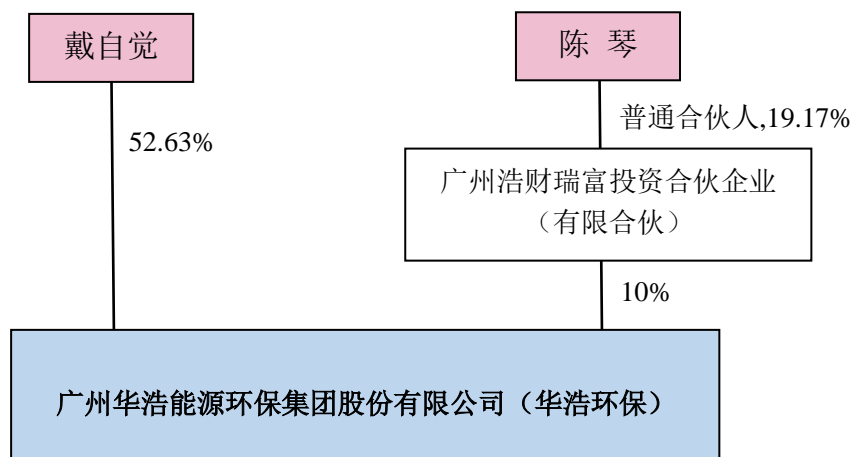 戴自觉
陈 琴
52.63%
普通合伙人,19.17%
广州浩财瑞富投资合伙企业
（有限合伙）
10%
广州华浩能源环保集团股份有限公司（华浩环保）